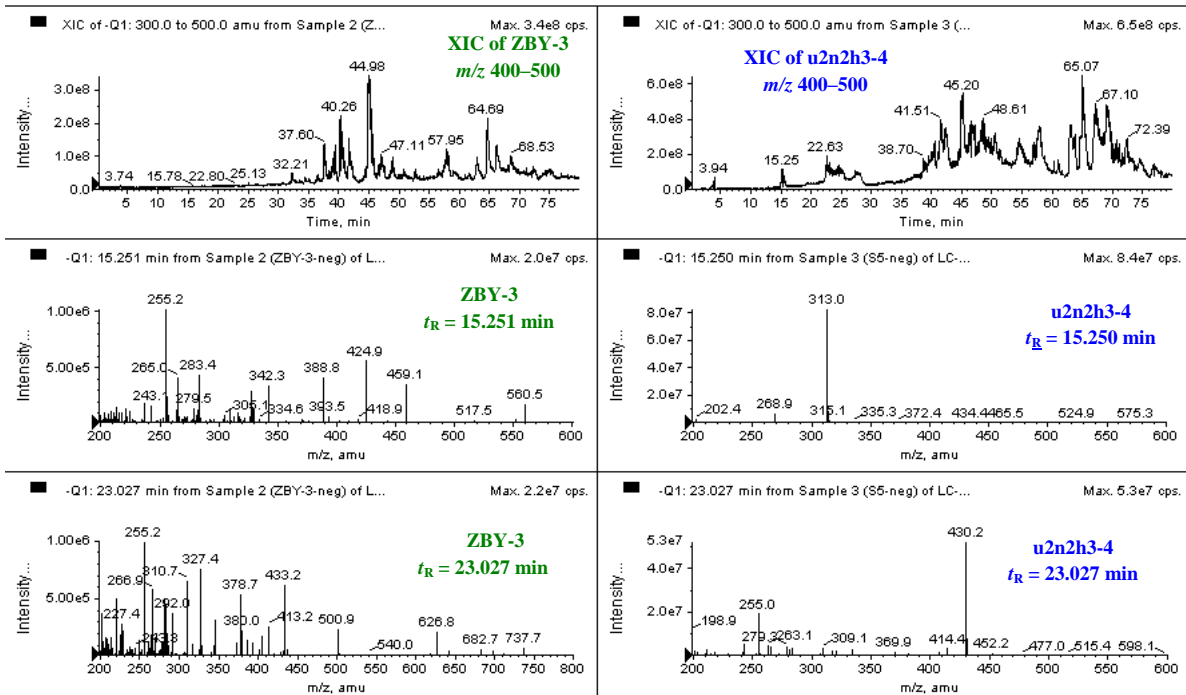 -Q1: 300.0 to 500.0 amu from Sample 2 (Z... Max. 3.4e8 cps.
XIC of ZBY-3
m/z 400–500
Intensity...
3.0e8
2.0e8
1.0e8
0.0
3.74 15.78 22.80 25.13 32.21 37.60 40.26 44.98 47.11 57.95 64.69 68.53
5 10 15 20 25 30 35 40 45 50 55 60 65 70 75
Time, min
XIC of -Q1: 300.0 to 500.0 amu from Sample 3 (... Max. 6.5e8 cps.
XIC of u2n2h3-4
m/z 400–500
Intensity...
6.0e8
4.0e8
2.0e8
0.0
3.94 15.25 22.63 38.70 41.51 45.20 48.61 65.07 67.10 72.39
5 10 15 20 25 30 35 40 45 50 55 60 65 70 75
Time, min
-Q1: 15.251 min from Sample 2 (ZBY-3-neg) of L... Max. 2.0e7 cps.
ZBY-3
tR = 15.251 min
Intensity...
1.00e6
5.00e5
243.1 255.2 265.0 279.5 283.4 305.1 334.6 342.3 388.8 393.5 418.9 424.9 459.1 517.5 560.5
200 250 300 350 400 450 500 550 600
m/z, amu
-Q1: 15.250 min from Sample 3 (S5-neg) of LC-... Max. 8.4e7 cps.
u2n2h3-4
tR = 15.250 min
Intensity...
8.0e7
6.0e7
4.0e7
2.0e7
202.4 268.9 313.0 315.1 335.3 372.4 434.4 465.5 524.9 575.3
200 250 300 350 400 450 500 550 600
m/z, amu
-Q1: 23.027 min from Sample 2 (ZBY-3-neg) of L... Max. 2.2e7 cps.
ZBY-3
tR = 23.027 min
Intensity...
1.00e6
5.00e5
227.4 255.2 266.9 292.0 310.7 327.4 378.7 380.0 413.2 433.2 500.9 540.0 626.8 682.7 737.7
200 250 300 350 400 450 500 550 600 650 700 750 800
m/z, amu
-Q1: 23.027 min from Sample 3 (S5-neg) of LC-... Max. 5.3e7 cps.
u2n2h3-4
tR = 23.027 min
Intensity...
5.3e7
4.0e7
2.0e7
198.9 255.0 263.1 309.1 369.9 414.4 430.2 452.2 477.0 515.4 598.1
200 250 300 350 400 450 500 550 600
m/z, amu